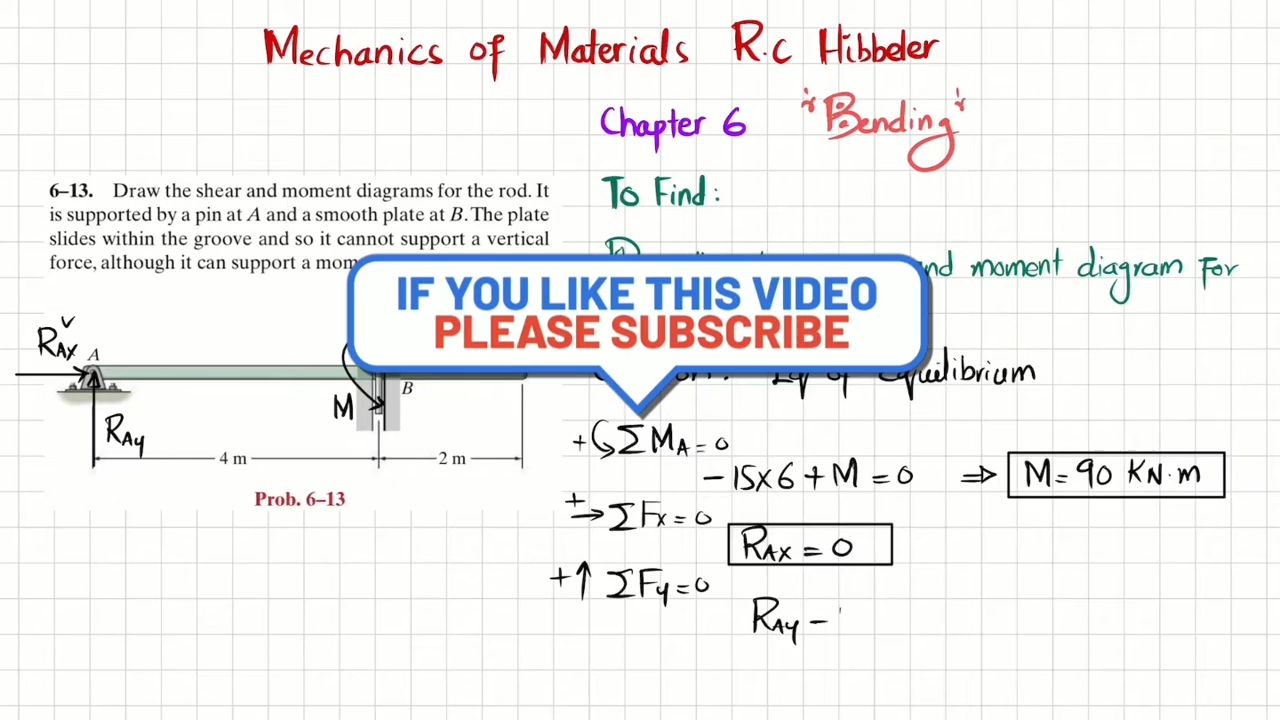 Mechanics of Materials R.C Hibbeler
Chapter 6 "Bending"
6–13. Draw the shear and moment diagrams for the rod. It
is supported by a pin at A and a smooth plate at B. The plate
slides within the groove and so it cannot support a vertical
force, although it can support a
To Find:
and moment diagram For
IF YOU LIKE THIS VIDEO
PLEASE SUBSCRIBE
Equilibrium
RAx
A
B
M
RAy
4 m
2 m
Prob. 6–13
+ ΣMA = 0
-15x6 + M = 0 ⇒ M = 90 KN·m
+→ ΣFx = 0
RAx = 0
+↑ ΣFy = 0
RAy -